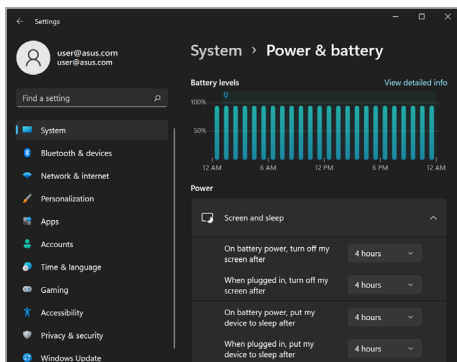 Settings
user@asus.com
user@asus.com
Find a setting
System
Bluetooth & devices
Network & internet
Personalization
Apps
Accounts
Time & language
Gaming
Accessibility
Privacy & security
Windows Update
System > Power & battery
Battery levels
View detailed info
100%
50%
12 AM 6 AM 12 PM 6 PM 12 AM
Power
Screen and sleep
On battery power, turn off my
screen after
4 hours
When plugged in, turn off my
screen after
4 hours
On battery power, put my
device to sleep after
4 hours
When plugged in, put my
device to sleep after
4 hours